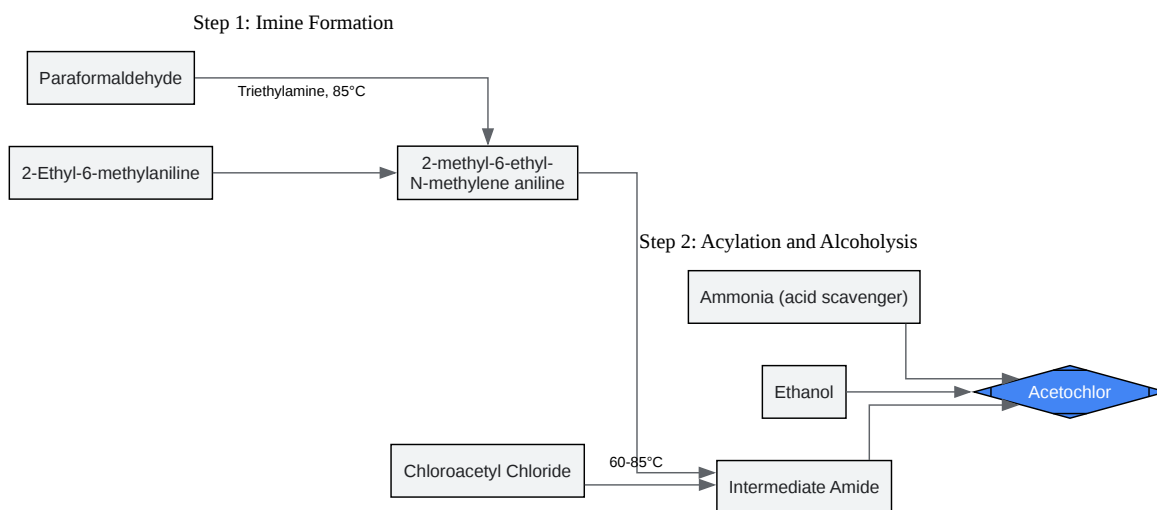 Step 1: Imine Formation
Paraformaldehyde
Triethylamine, 85°C
2-Ethyl-6-methylaniline
2-methyl-6-ethyl-
N-methylene aniline
Step 2: Acylation and Alcoholysis
Ammonia (acid scavenger)
Ethanol
Acetochlor
Chloroacetyl Chloride
60-85°C
Intermediate Amide